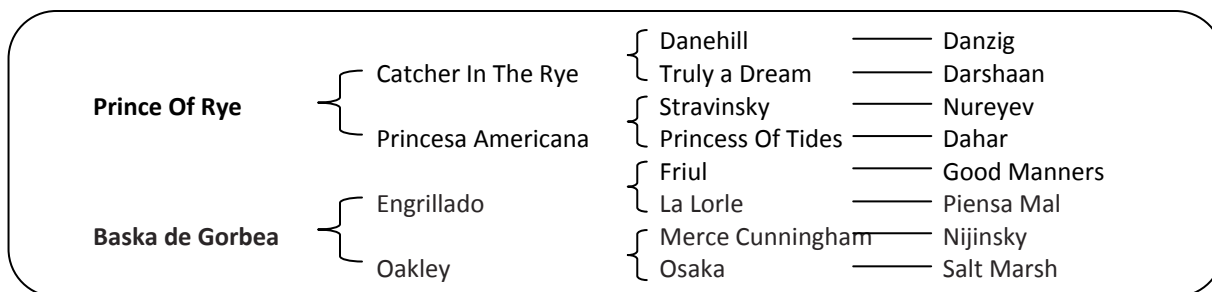 Danehill Danzig
Catcher In The Rye
Truly a Dream Darshaan
Prince Of Rye
Stravinsky Nureyev
Princesa Americana
Princess Of Tides Dahar
Friul Good Manners
Engrillado
La Lorle Piensa Mal
Baska de Gorbea
Merce Cunningham Nijinsky
Oakley
Osaka Salt Marsh